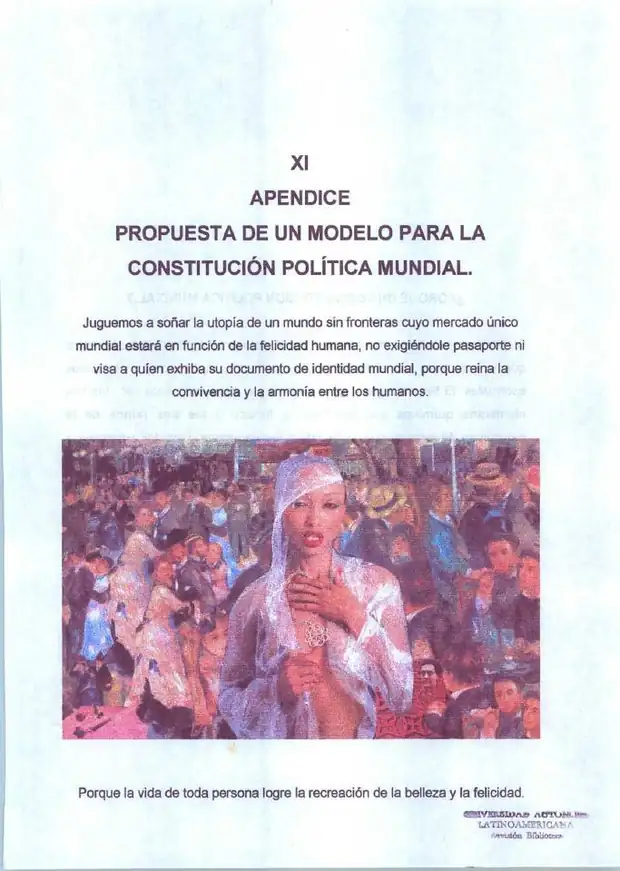 XI
APENDICE
PROPUESTA DE UN MODELO PARA LA
CONSTITUCIÓN POLÍTICA MUNDIAL.
Juguemos a soñar la utopía de un mundo sin fronteras cuyo mercado único
mundial estará en función de la felicidad humana, no exigiéndole pasaporte ni
visa a quíen exhiba su documento de identidad mundial, porque reina la
convivencia y la armonía entre los humanos.
Porque la vida de toda persona logre la recreación de la belleza y la felicidad.
LATINOAMERICANA